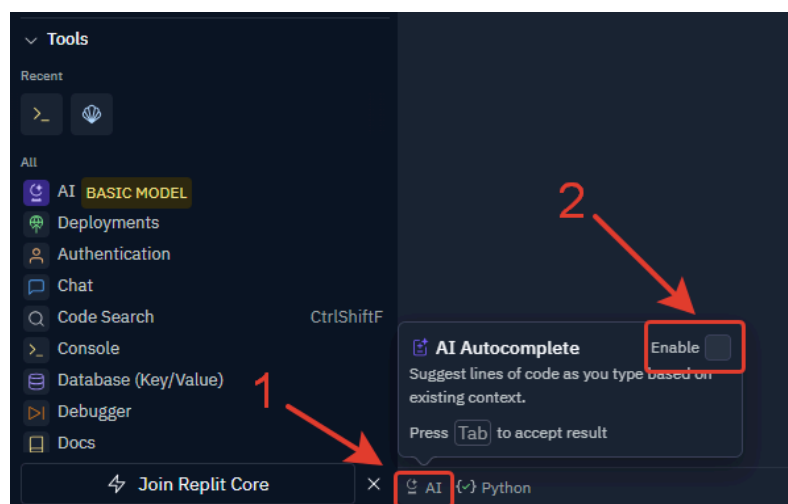 Tools
Recent
All
AI BASIC MODEL
Deployments
Authentication
Chat
Code Search CtrlShiftF
Console
Database (Key/Value)
Debugger
Docs
Join Replit Core
1
2
AI Autocomplete Enable
Suggest lines of code as you type based on
existing context.
Press Tab to accept result
AI Python